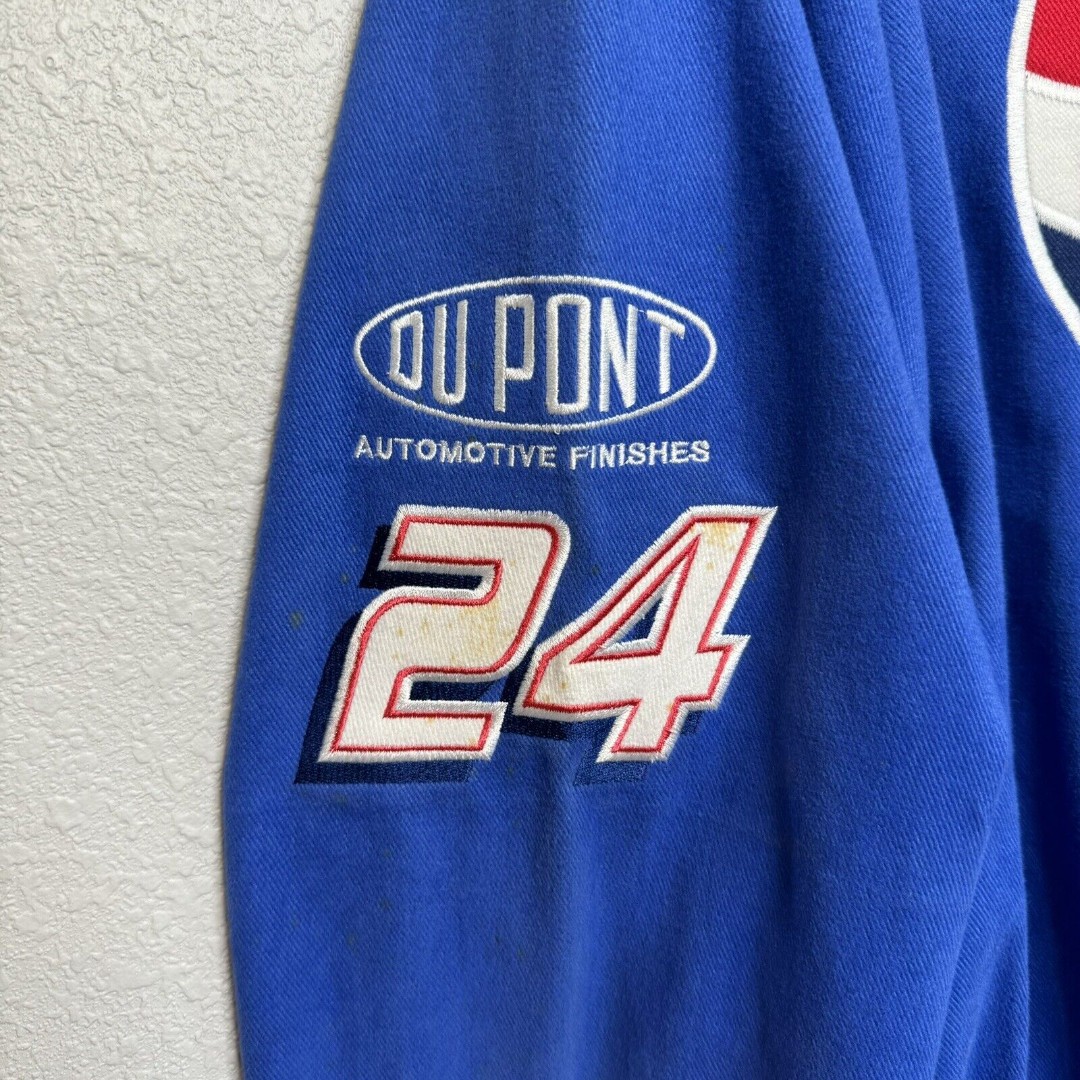 DU PONT
AUTOMOTIVE FINISHES
24